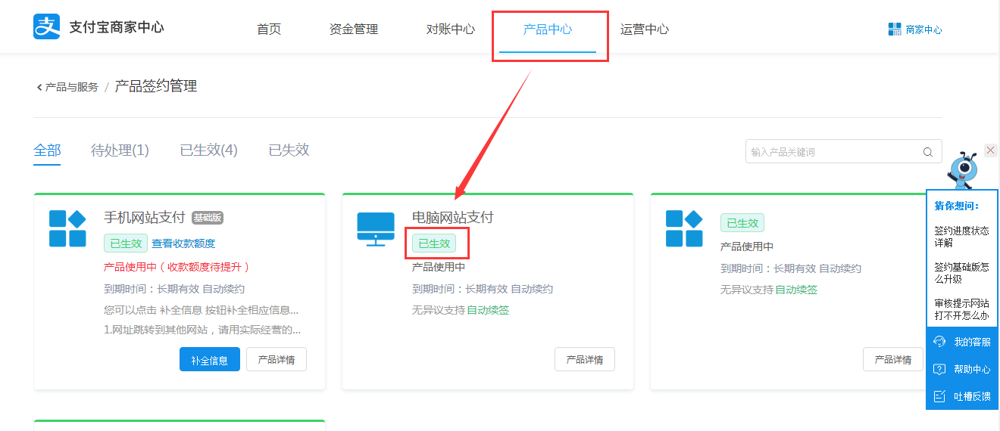 支付宝商家中心
首页
资金管理
对账中心
产品中心
运营中心
商家中心
产品与服务 / 产品签约管理
全部
待处理(1)
已生效(4)
已失效
输入产品关键词
手机网站支付 基础版
已生效 查看收款额度
产品使用中（收款额度待提升）
到期时间：长期有效 自动续约
您可以点击 补全信息 按钮补全相应信息...
1.网址跳转到其他网站，请用实际经营的...
补全信息
产品详情
电脑网站支付
已生效
产品使用中
到期时间：长期有效 自动续约
无异议支持 自动续签
产品详情
已生效
产品使用中
到期时间：长期有效 自动续约
无异议支持 自动续签
产品详情
猜你想问：
签约进度状态
详解
签约基础版怎
么升级
审核提示网站
打不开怎么办
我的客服
帮助中心
吐槽反馈